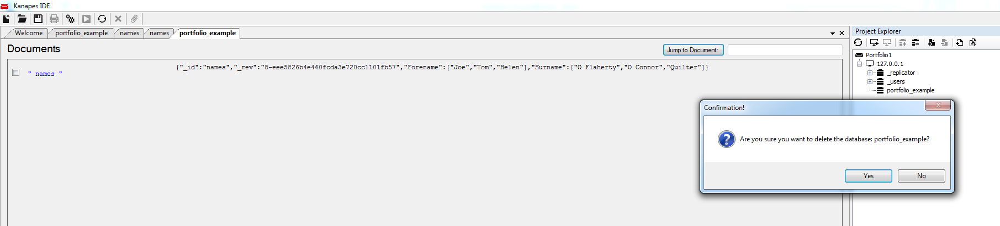 Kanapes IDE
Welcome
portfolio_example
names
names
portfolio_example
Documents
Jump to Document:
" names "
{"_id":"names","_rev":"8-eee5826b4e460fcda3e720cc1101fb57","Forename":["Joe","Tom","Helen"],"Surname":["O Flaherty","O Connor","Quilter"]}
Project Explorer
Portfolio1
127.0.0.1
_replicator
_users
portfolio_example
Confirmation!
Are you sure you want to delete the database: portfolio_example?
Yes
No